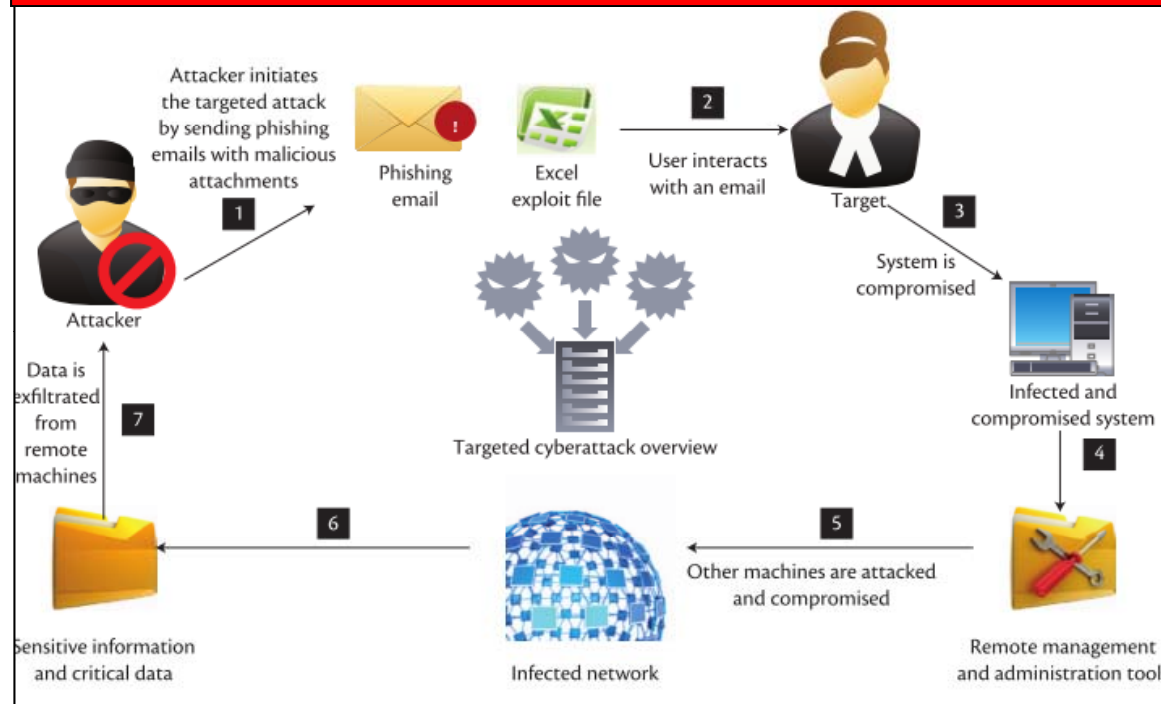 Attacker initiates
the targeted attack
by sending phishing
emails with malicious
attachments
1
!
Phishing
email
Excel
exploit file
2
User interacts
with an email
Target
3
System is
compromised
Attacker
Infected and
compromised system
Targeted cyberattack overview
Data is
exfiltrated
from
remote
machines
7
4
6
5
Other machines are attacked
and compromised
Sensitive information
and critical data
Infected network
Remote management
and administration tool